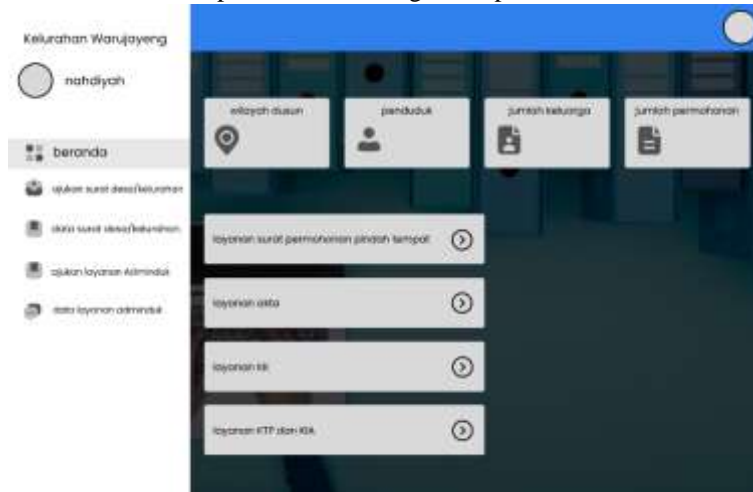 Kelurahan Warujayeng
nahdiyah
beranda
ajukan surat desa/kelurahan
data surat desa/kelurahan
ajukan layanan Adminduk
data layanan adminduk
wilayah dusun
penduduk
jumlah keluarga
jumlah permohonan
layanan surat permohonan pindah tempat
layanan akta
layanan kk
layanan KTP dan KIA